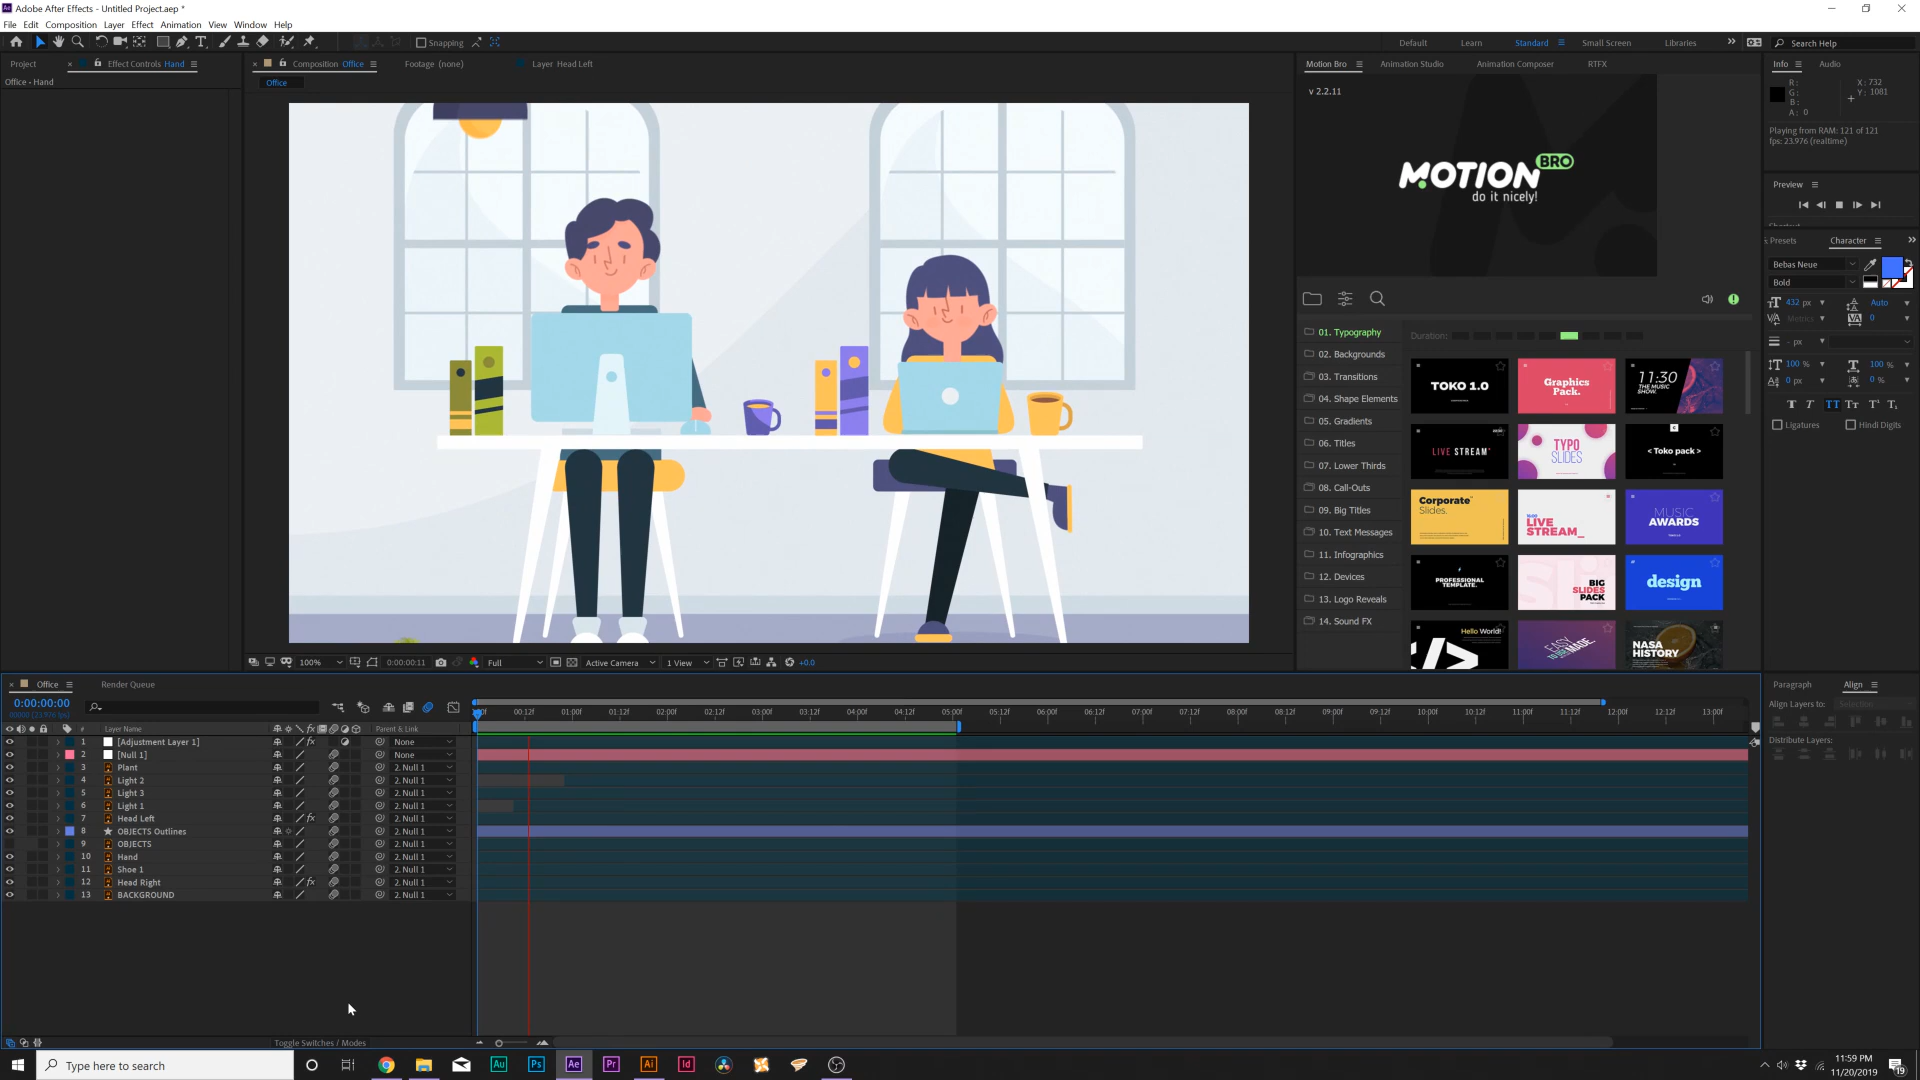 Adobe After Effects - Untitled Project.aep *
File Edit Composition Layer Effect Animation View Window Help
Snapping
Default Learn Standard Small Screen Libraries
Search Help
Project
Effect Controls Hand
Composition Office
Footage (none)
Layer Head Left
Motion Bro
Animation Studio
Animation Composer
RTFX
Info
Audio
Office • Hand
Office
v 2.2.11
R:
G:
B:
A: 0
X: 732
Y: 1081
Playing from RAM: 121 of 121
fps: 23.976 (realtime)
MOTION BRO
do it nicely!
Preview
Presets
Character
Bebas Neue
Bold
432 px
Auto
Metrics
0
- px
100 %
100 %
0 px
0 %
Ligatures
Hindi Digits
01. Typography
02. Backgrounds
03. Transitions
04. Shape Elements
05. Gradients
06. Titles
07. Lower Thirds
08. Call-Outs
09. Big Titles
10. Text Messages
11. Infographics
12. Devices
13. Logo Reveals
14. Sound FX
Duration:
TOKO 1.0
Graphics
Pack.
11:30
THE MUSIC
SHOW.
LIVE STREAM
TYPO
SLIDES
< Toko pack >
Corporate
Slides.
LIVE
STREAM_
MUSIC
AWARDS
PROFESSIONAL
TEMPLATE.
BIG
SLIDES
PACK
design
Hello World!
</>
EASY
MADE.
NASA
HISTORY
100%
0:00:00:11
Full
Active Camera
1 View
+0.0
Office
Render Queue
0:00:00:00
00000 (23.976 fps)
00:12f 01:00f 01:12f 02:00f 02:12f 03:00f 03:12f 04:00f 04:12f 05:00f 05:12f 06:00f 06:12f 07:00f 07:12f 08:00f 08:12f 09:00f 09:12f 10:00f 10:12f 11:00f 11:12f 12:00f 12:12f 13:00f
# Layer Name Parent & Link
1 [Adjustment Layer 1] None
2 [Null 1] None
3 Plant 2. Null 1
4 Light 2 2. Null 1
5 Light 3 2. Null 1
6 Light 1 2. Null 1
7 Head Left 2. Null 1
8 OBJECTS Outlines 2. Null 1
9 OBJECTS 2. Null 1
10 Hand 2. Null 1
11 Shoe 1 2. Null 1
12 Head Right 2. Null 1
13 BACKGROUND 2. Null 1
Toggle Switches / Modes
Paragraph
Align
Align Layers to:
Selection
Distribute Layers:
Type here to search
Au
Ps
Ae
Pr
Ai
Id
11:59 PM
11/20/2019
19